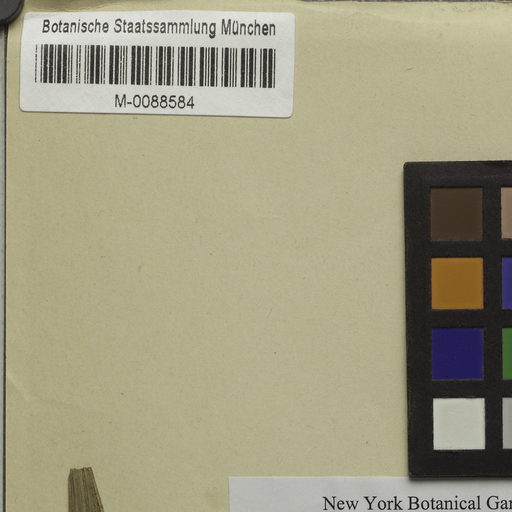 Botanische Staatssammlung München
M-0088584
New York Botanical Gar